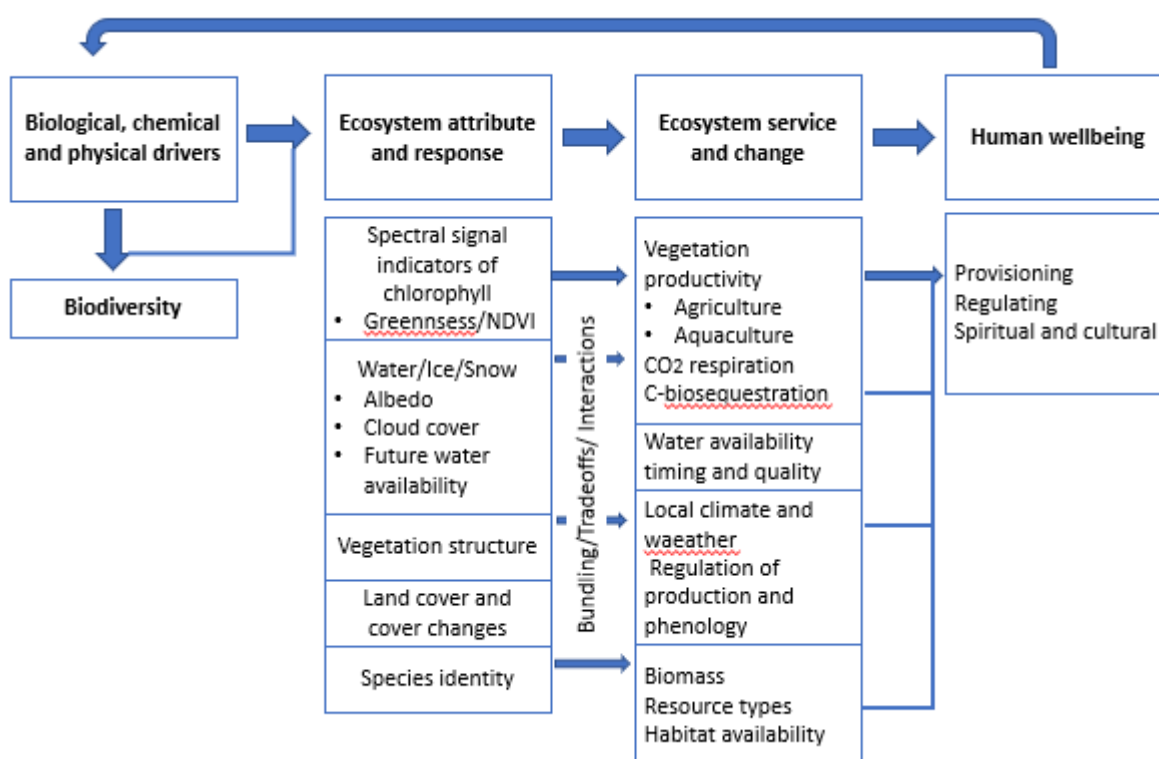 Biological, chemical
and physical drivers
Biodiversity
Ecosystem attribute
and response
Spectral signal
indicators of
chlorophyll
• Greennsess/NDVI
Water/Ice/Snow
• Albedo
• Cloud cover
• Future water
availability
Vegetation structure
Land cover and
cover changes
Species identity
Bundling/Tradeoffs/ Interactions
Ecosystem service
and change
Vegetation
productivity
• Agriculture
• Aquaculture
CO2 respiration
C-biosequestration
Water availability
timing and quality
Local climate and
waeather
Regulation of
production and
phenology
Biomass
Resource types
Habitat availability
Human wellbeing
Provisioning
Regulating
Spiritual and cultural